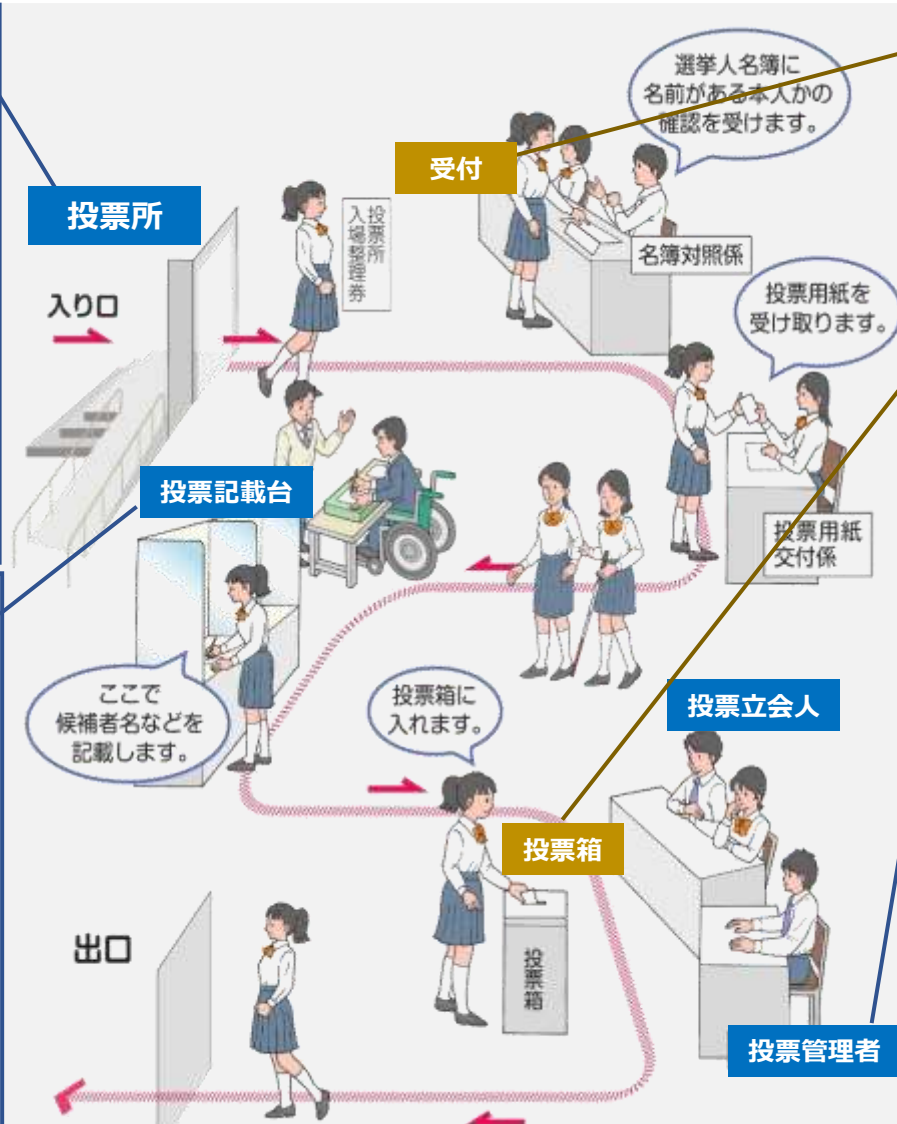 選挙人名簿に
名前がある本人かの
確認を受けます。
受付
投票所
投票所
入場整理券
名簿対照係
入り口
投票用紙を
受け取ります。
投票記載台
投票用紙
交付係
ここで
候補者名などを
記載します。
投票箱に
入れます。
投票立会人
投票箱
出口
投票箱
投票管理者